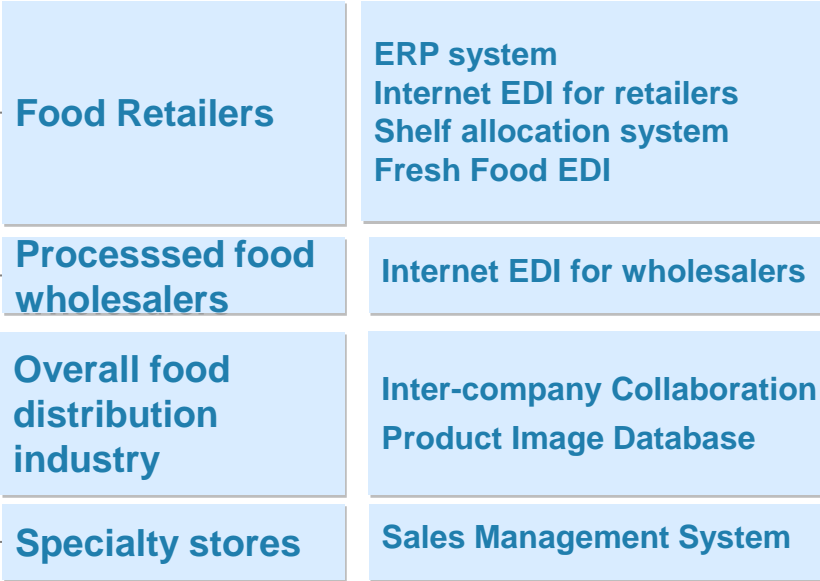 Food Retailers
ERP system
Internet EDI for retailers
Shelf allocation system
Fresh Food EDI
Processsed food
wholesalers
Internet EDI for wholesalers
Overall food
distribution
industry
Inter-company Collaboration
Product Image Database
Specialty stores
Sales Management System